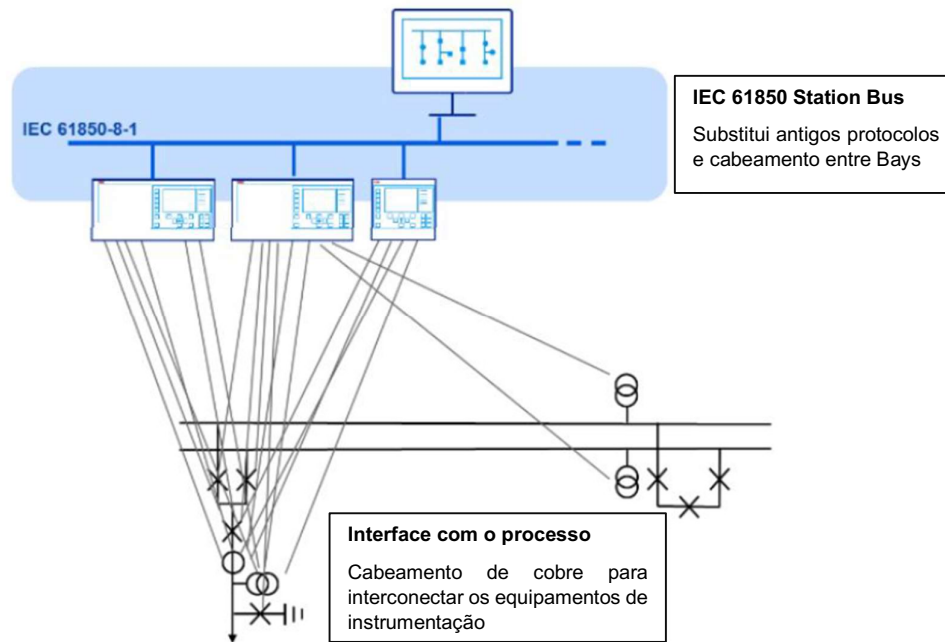 IEC 61850-8-1
IEC 61850 Station Bus
Substitui antigos protocolos
e cabeamento entre Bays
Interface com o processo
Cabeamento de cobre para
interconectar os equipamentos de
instrumentação